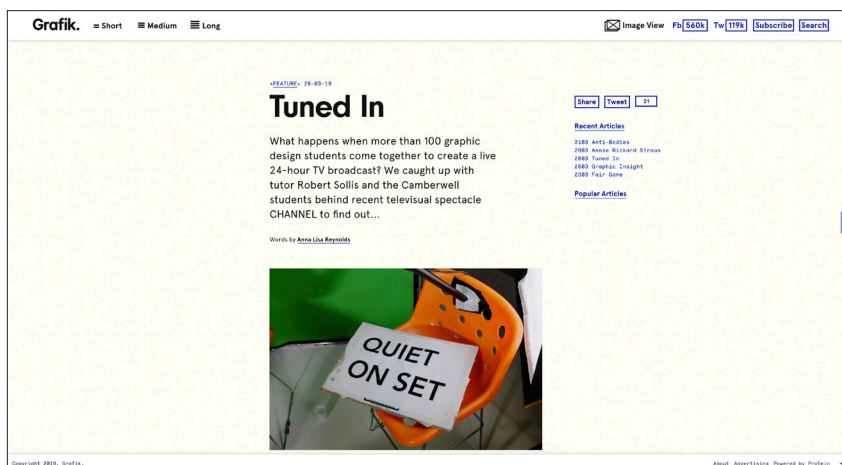 Grafik. Short Medium Long Image View Fb 560k Tw 119k Subscribe Search
•FEATURE• 28-03-18
Tuned In
What happens when more than 100 graphic
design students come together to create a live
24-hour TV broadcast? We caught up with
tutor Robert Sollis and the Camberwell
students behind recent televisual spectacle
CHANNEL to find out...
Words by Anna Lisa Reynolds
QUIET
ON SET
Share Tweet 21
Recent Articles
3103 Anti-Bodies
2903 Annie Rickard Straus
2803 Tuned In
2603 Graphic Insight
2303 Fair Game
Popular Articles
Copyright 2019, Grafik. About Advertising Powered by Protein